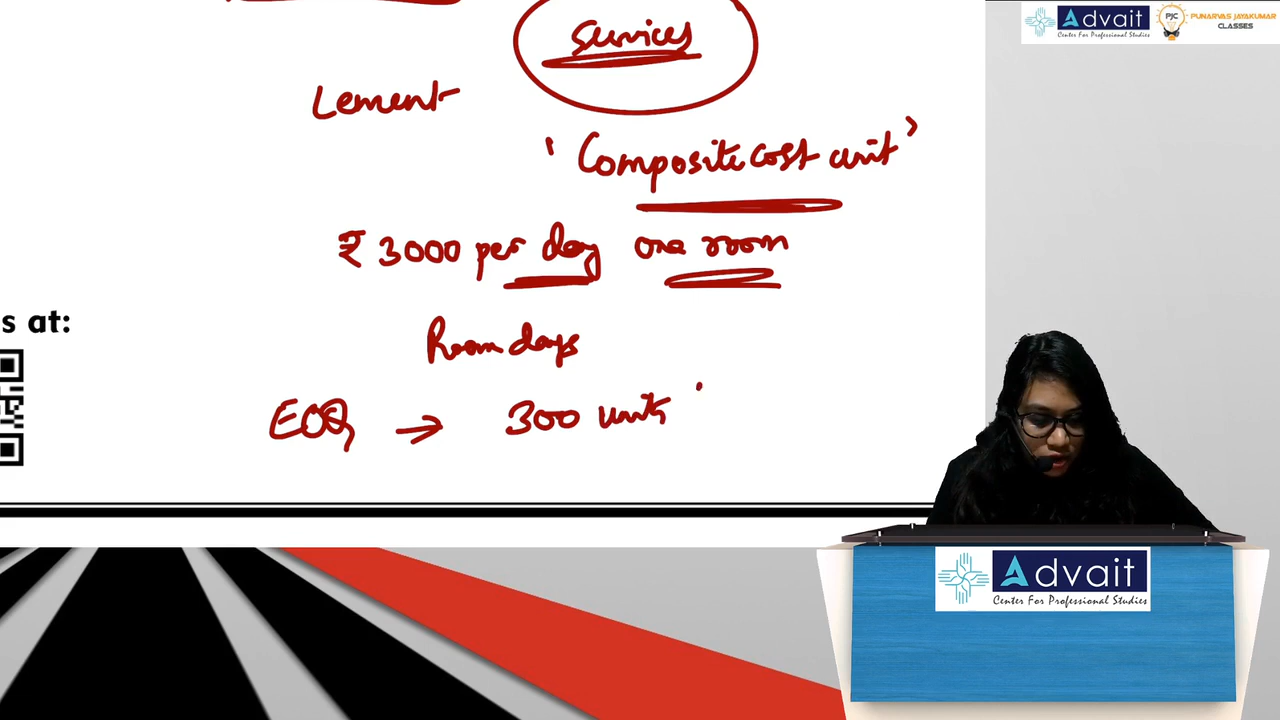 Advait
Center For Professional Studies
PJC
PUNARVAS JAYAKUMAR
CLASSES
Services
Lement
'Composite cost unit'
₹ 3000 per day one room
Room days
s at:
EOQ → 300 units
Advait
Center For Professional Studies